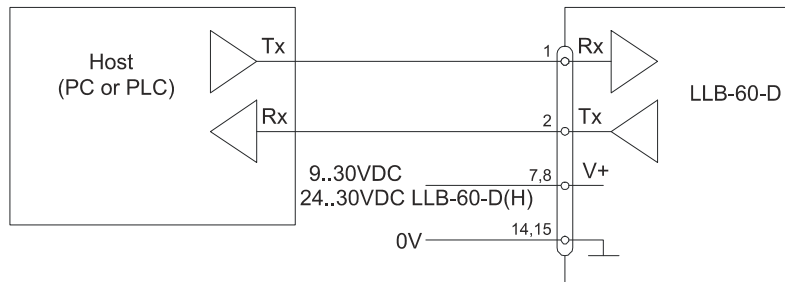 Host
(PC or PLC)
Tx
Rx
1
Rx
2
Tx
LLB-60-D
9..30VDC
24..30VDC LLB-60-D(H)
7,8
V+
0V
14,15